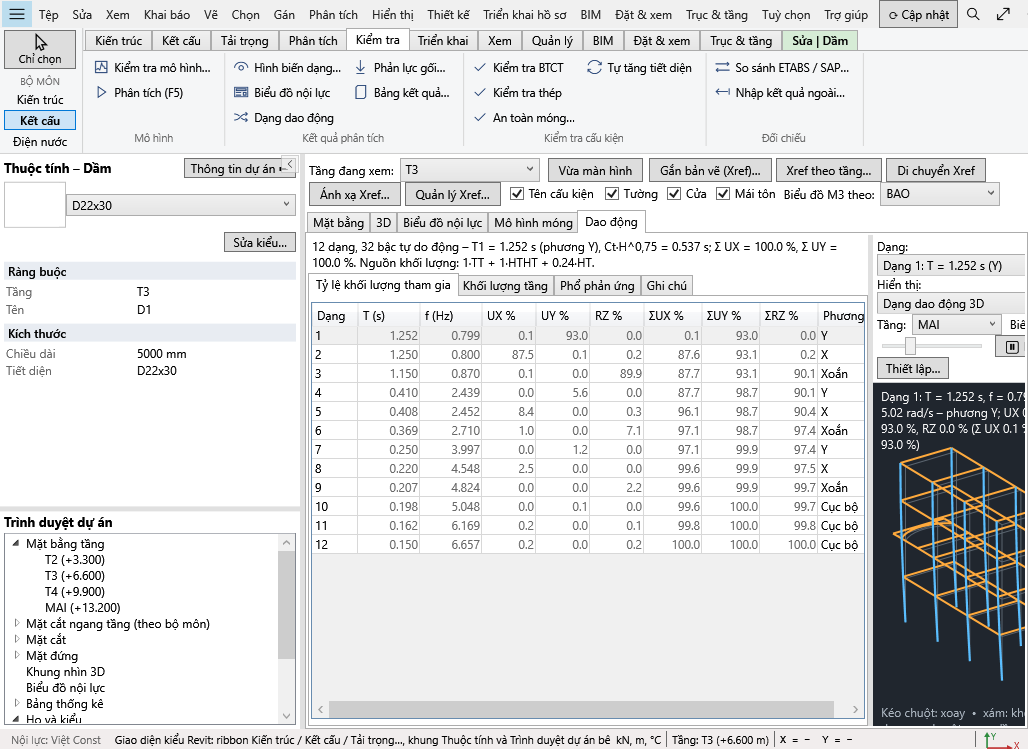 Tệp Sửa Xem Khai báo Vẽ Chọn Gán Phân tích Hiển thị Thiết kế Triển khai hồ sơ BIM Đặt & xem Trục & tầng Tuỳ chọn Trợ giúp ⟳ Cập nhật
Chỉ chọn
BỘ MÔN
Kiến trúc
Kết cấu
Điện nước
Kiến trúc Kết cấu Tải trọng Phân tích Kiểm tra Triển khai Xem Quản lý BIM Đặt & xem Trục & tầng Sửa | Dầm
Kiểm tra mô hình...
Phân tích (F5)
Mô hình
Hình biến dạng... Phản lực gối...
Biểu đồ nội lực Bảng kết quả...
Dạng dao động
Kết quả phân tích
Kiểm tra BTCT Tự tăng tiết diện
Kiểm tra thép
An toàn móng...
Kiểm tra cấu kiện
So sánh ETABS / SAP...
Nhập kết quả ngoài...
Đối chiếu
Thuộc tính – Dầm Thông tin dự án
D22x30
Sửa kiểu...
Ràng buộc
Tầng T3
Tên D1
Kích thước
Chiều dài 5000 mm
Tiết diện D22x30
Trình duyệt dự án
Mặt bằng tầng
T2 (+3.300)
T3 (+6.600)
T4 (+9.900)
MAI (+13.200)
Mặt cắt ngang tầng (theo bộ môn)
Mặt cắt
Mặt đứng
Khung nhìn 3D
Biểu đồ nội lực
Bảng thống kê
Họ và kiểu
Tầng đang xem: T3 Vừa màn hình Gắn bản vẽ (Xref)... Xref theo tầng... Di chuyển Xref
Ánh xạ Xref... Quản lý Xref... Tên cấu kiện Tường Cửa Mái tôn Biểu đồ M3 theo: BAO
Mặt bằng 3D Biểu đồ nội lực Mô hình móng Dao động
12 dạng, 32 bậc tự do động – T1 = 1.252 s (phương Y), Ct·H^0,75 = 0.537 s; Σ UX = 100.0 %, Σ UY =
100.0 %. Nguồn khối lượng: 1·TT + 1·HTHT + 0.24·HT.
Tỷ lệ khối lượng tham gia Khối lượng tầng Phổ phản ứng Ghi chú
Dạng T (s) f (Hz) UX % UY % RZ % ΣUX % ΣUY % ΣRZ % Phương
1 1.252 0.799 0.1 93.0 0.0 0.1 93.0 0.0 Y
2 1.250 0.800 87.5 0.1 0.2 87.6 93.1 0.2 X
3 1.150 0.870 0.1 0.0 89.9 87.7 93.1 90.1 Xoắn
4 0.410 2.439 0.0 5.6 0.0 87.7 98.7 90.1 Y
5 0.408 2.452 8.4 0.0 0.3 96.1 98.7 90.4 X
6 0.369 2.710 1.0 0.0 7.1 97.1 98.7 97.4 Xoắn
7 0.250 3.997 0.0 1.2 0.0 97.1 99.9 97.4 Y
8 0.220 4.548 2.5 0.0 0.0 99.6 99.9 97.5 X
9 0.207 4.824 0.0 0.0 2.2 99.6 99.9 99.7 Xoắn
10 0.198 5.048 0.0 0.1 0.0 99.6 100.0 99.7 Cục bộ
11 0.162 6.169 0.2 0.0 0.1 99.8 100.0 99.8 Cục bộ
12 0.150 6.657 0.2 0.0 0.2 100.0 100.0 100.0 Cục bộ
Dạng:
Dạng 1: T = 1.252 s (Y)
Hiển thị:
Dạng dao động 3D
Tầng: MAI Biê
Thiết lập...
Dạng 1: T = 1.252 s, f = 0.79
5.02 rad/s – phương Y; UX 0
93.0 %, RZ 0.0 % (Σ UX 0.1 %
93.0 %)
Kéo chuột: xoay • xám: kh
Nội lực: Việt Const Giao diện kiểu Revit: ribbon Kiến trúc / Kết cấu / Tải trọng..., khung Thuộc tính và Trình duyệt dự án bê kN, m, °C Tầng: T3 (+6.600 m) X = – Y = –
Y
X